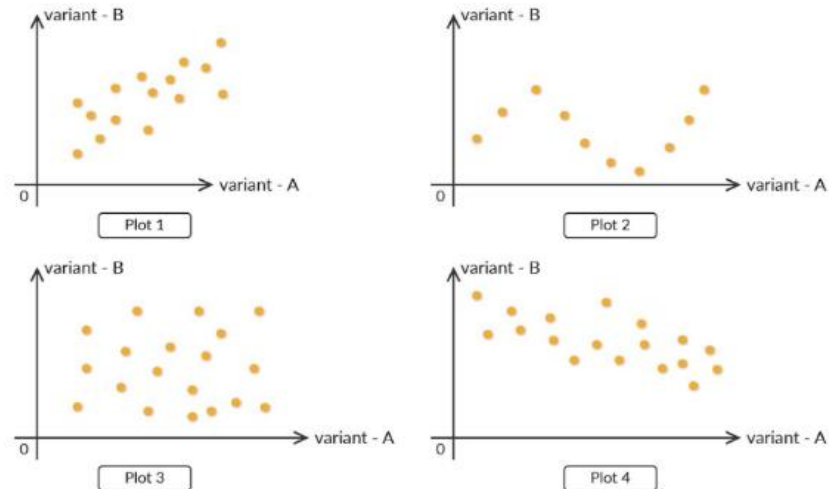 variant - B
0
variant - A
Plot 1
variant - B
0
variant - A
Plot 2
variant - B
0
variant - A
Plot 3
variant - B
0
variant - A
Plot 4